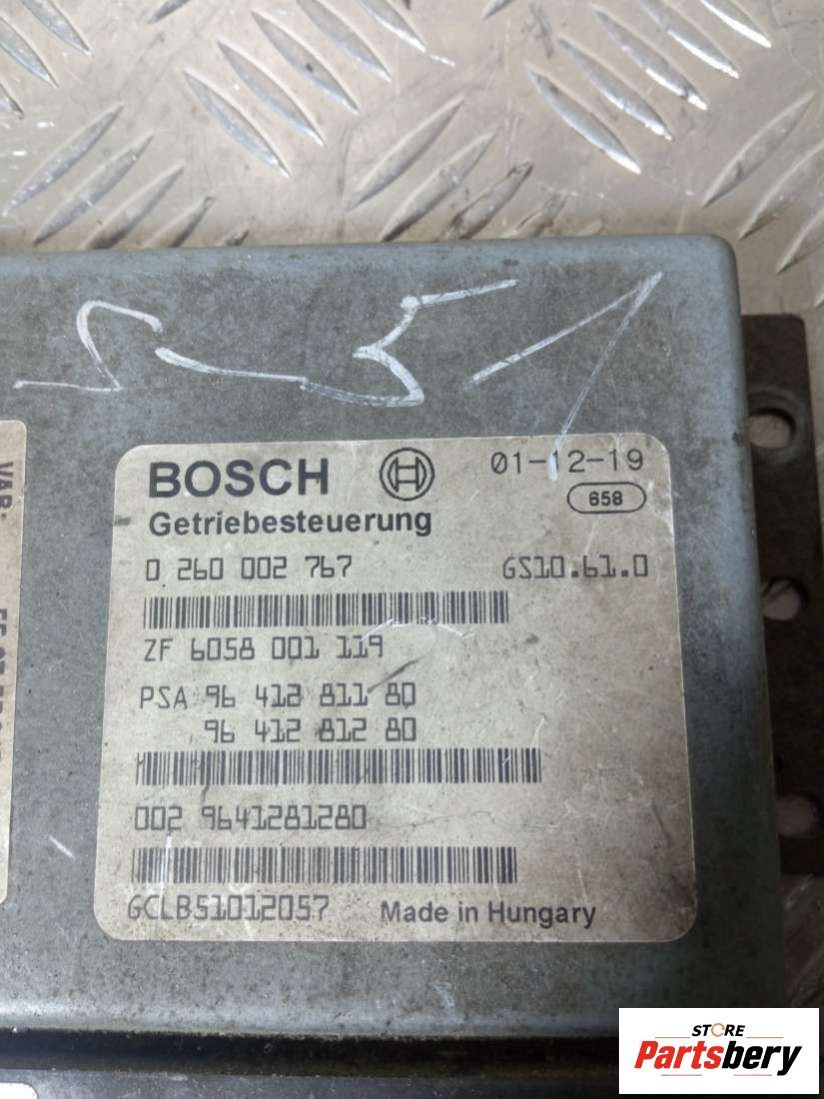 BOSCH 01-12-19
658
Getriebesteuerung
0 260 002 767 GS10.61.0
ZF 6058 001 119
PSA 96 412 811 80
96 412 812 80
002 9641281280
GCLB51012057 Made in Hungary
VAR:
STORE
Partsbery